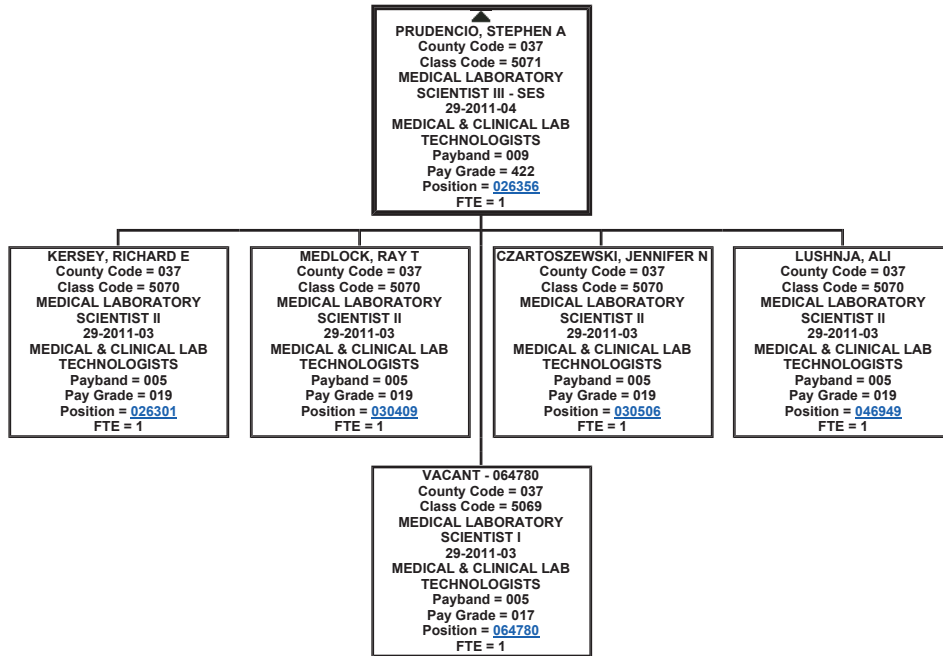 PRUDENCIO, STEPHEN A
County Code = 037
Class Code = 5071
MEDICAL LABORATORY
SCIENTIST III - SES
29-2011-04
MEDICAL & CLINICAL LAB
TECHNOLOGISTS
Payband = 009
Pay Grade = 422
Position = 026356
FTE = 1
KERSEY, RICHARD E
County Code = 037
Class Code = 5070
MEDICAL LABORATORY
SCIENTIST II
29-2011-03
MEDICAL & CLINICAL LAB
TECHNOLOGISTS
Payband = 005
Pay Grade = 019
Position = 026301
FTE = 1
MEDLOCK, RAY T
County Code = 037
Class Code = 5070
MEDICAL LABORATORY
SCIENTIST II
29-2011-03
MEDICAL & CLINICAL LAB
TECHNOLOGISTS
Payband = 005
Pay Grade = 019
Position = 030409
FTE = 1
CZARTOSZEWSKI, JENNIFER N
County Code = 037
Class Code = 5070
MEDICAL LABORATORY
SCIENTIST II
29-2011-03
MEDICAL & CLINICAL LAB
TECHNOLOGISTS
Payband = 005
Pay Grade = 019
Position = 030506
FTE = 1
LUSHNJA, ALI
County Code = 037
Class Code = 5070
MEDICAL LABORATORY
SCIENTIST II
29-2011-03
MEDICAL & CLINICAL LAB
TECHNOLOGISTS
Payband = 005
Pay Grade = 019
Position = 046949
FTE = 1
VACANT - 064780
County Code = 037
Class Code = 5069
MEDICAL LABORATORY
SCIENTIST I
29-2011-03
MEDICAL & CLINICAL LAB
TECHNOLOGISTS
Payband = 005
Pay Grade = 017
Position = 064780
FTE = 1